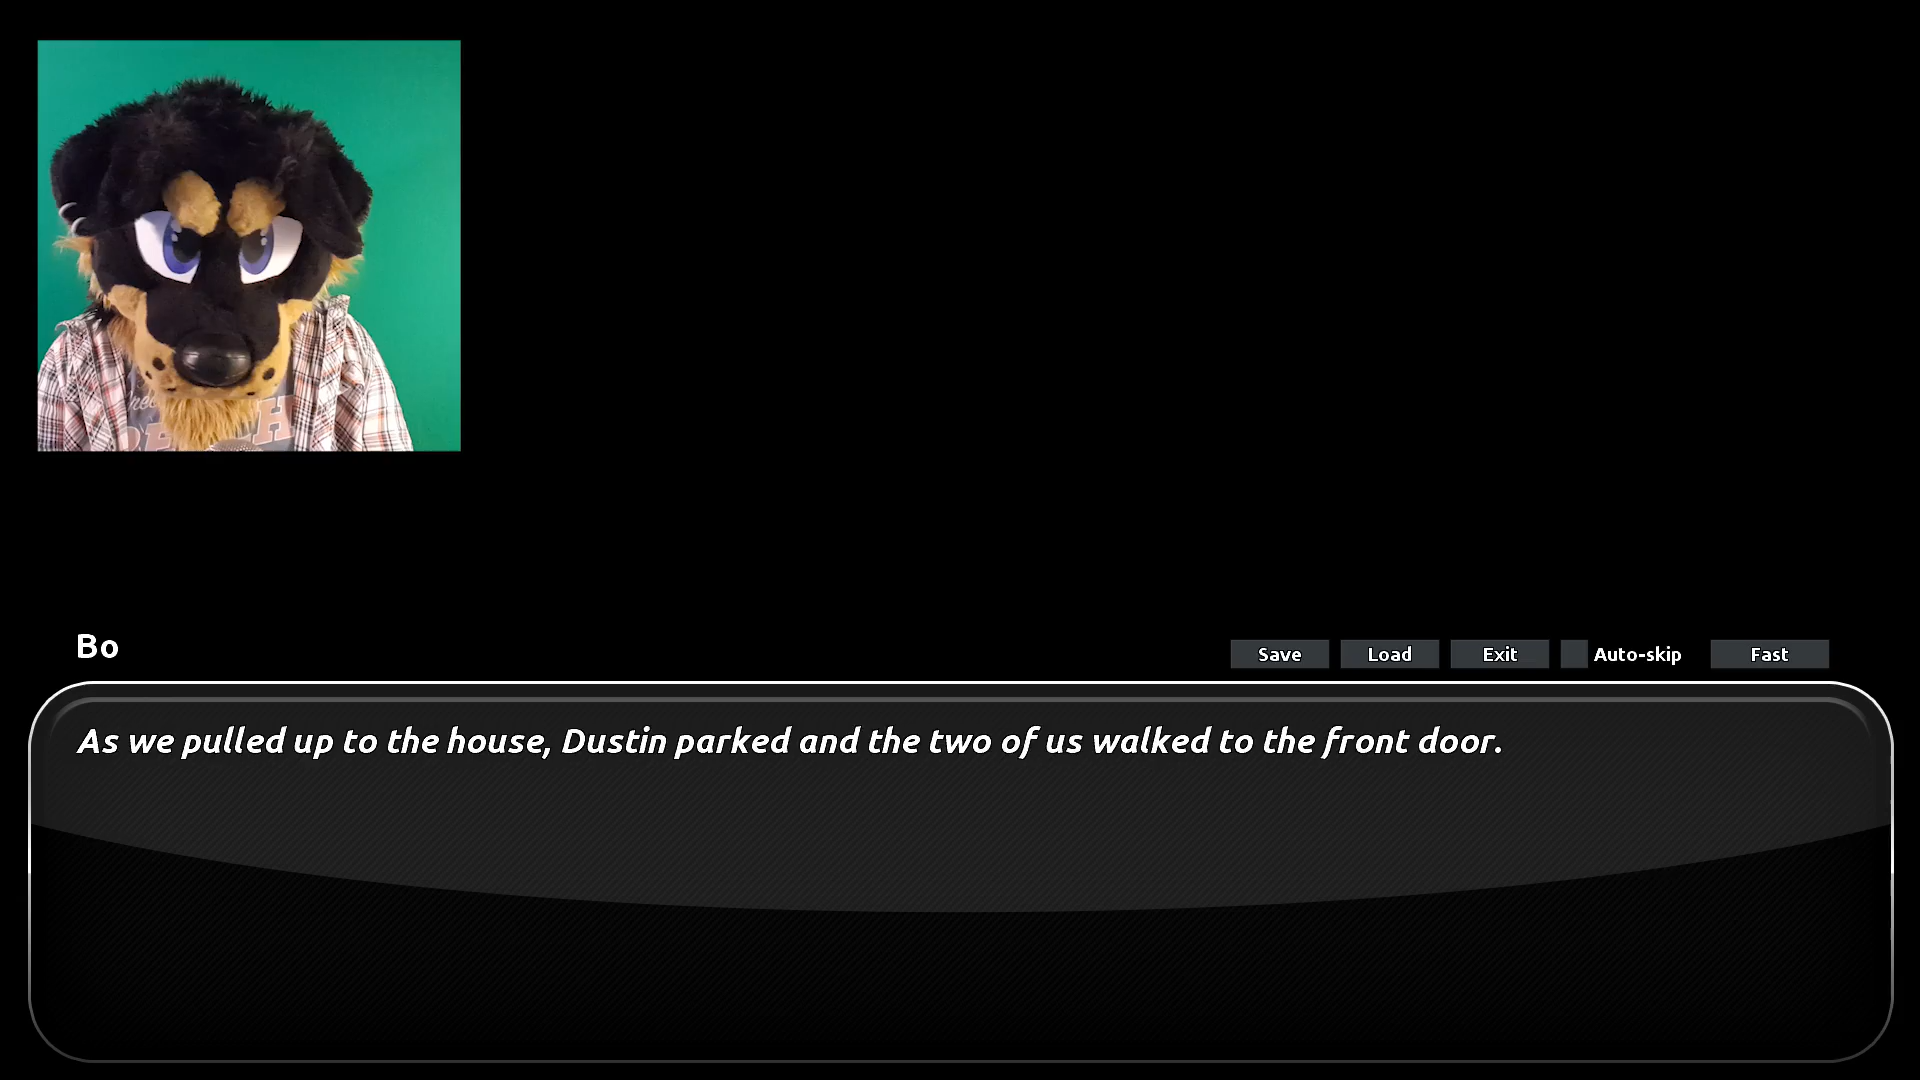 Bo
Save
Load
Exit
Auto-skip
Fast
As we pulled up to the house, Dustin parked and the two of us walked to the front door.